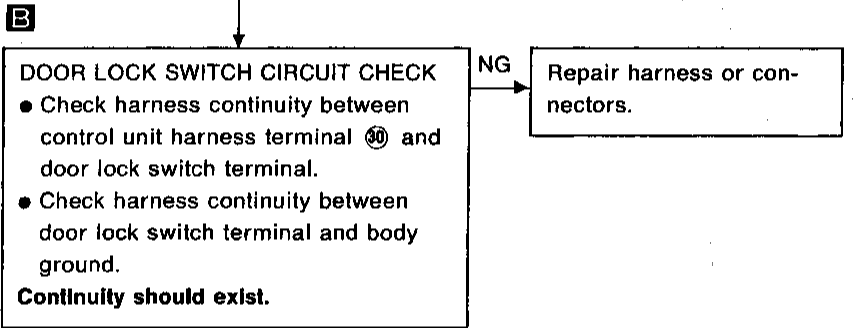 B
DOOR LOCK SWITCH CIRCUIT CHECK
● Check harness continuity between
control unit harness terminal ㉚ and
door lock switch terminal.
● Check harness continuity between
door lock switch terminal and body
ground.
Continuity should exist.
NG
Repair harness or con-
nectors.